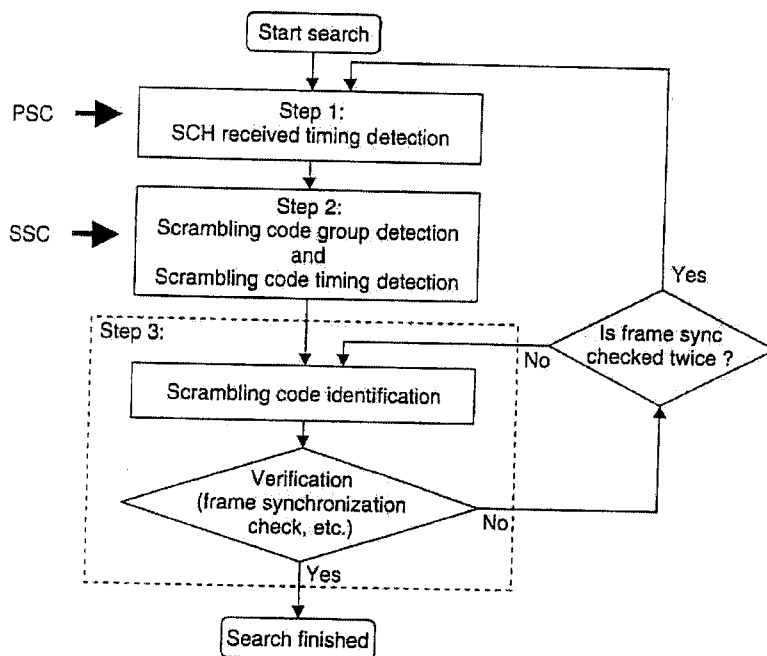 Start search
PSC
Step 1:
SCH received timing detection
SSC
Step 2:
Scrambling code group detection
and
Scrambling code timing detection
Yes
Step 3:
Is frame sync
checked twice ?
No
Scrambling code identification
Verification
(frame synchronization
check, etc.)
No
Yes
Search finished